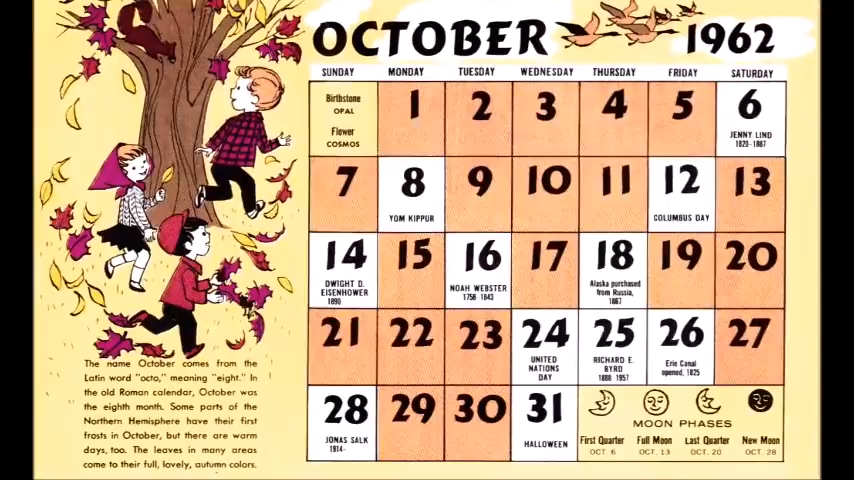 OCTOBER 1962
SUNDAY MONDAY TUESDAY WEDNESDAY THURSDAY FRIDAY SATURDAY
Birthstone
OPAL
Flower
COSMOS
1 2 3 4 5 6
JENNY LIND
1820-1887
7 8 9 10 11 12 13
YOM KIPPUR
COLUMBUS DAY
14 15 16 17 18 19 20
DWIGHT D.
EISENHOWER
1890
NOAH WEBSTER
1758-1843
Alaska purchased
from Russia,
1867
21 22 23 24 25 26 27
UNITED
NATIONS
DAY
RICHARD E.
BYRD
1888 1957
Erie Canal
opened, 1825
28 29 30 31
JONAS SALK
1914-
HALLOWEEN
MOON PHASES
First Quarter Full Moon Last Quarter New Moon
OCT. 6 OCT. 13 OCT. 20 OCT. 28
The name October comes from the
Latin word "octo," meaning "eight." In
the old Roman calendar, October was
the eighth month. Some parts of the
Northern Hemisphere have their first
frosts in October, but there are warm
days, too. The leaves in many areas
come to their full, lovely, autumn colors.